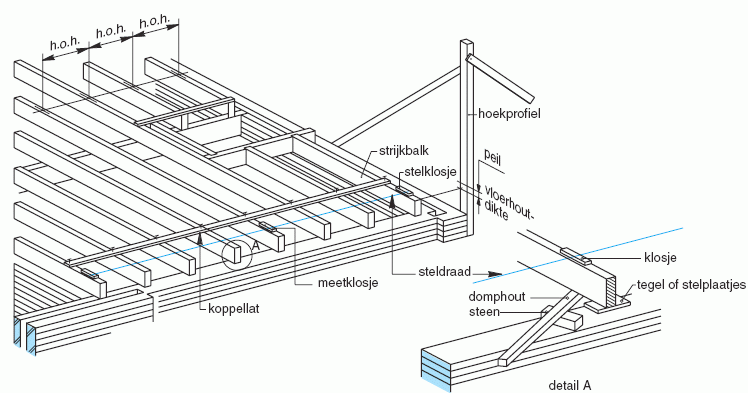 h.o.h.
h.o.h.
h.o.h.
hoekprofiel
strijkbalk
stelklosje
peil
vloerhout-
dikte
A
meetklosje
steldraad
koppellat
klosje
tegel of stelplaatjes
domphout
steen
detail A